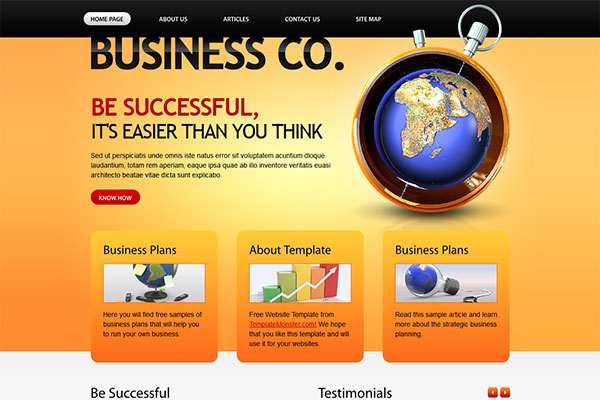 HOME PAGE ABOUT US ARTICLES CONTACT US SITE MAP
BUSINESS CO.
BE SUCCESSFUL,
IT'S EASIER THAN YOU THINK
Sed ut perspiciatis unde omnis iste natus error sit voluptatem acuntium dloque
laudantium, totam rem aperiam, eaque ipsa quae ab illo inventore veritatis euasi
architecto beatae vitae dicta sunt explicabo.
KNOW HOW
Business Plans
Here you will find free samples of
business plans that will help you
to run your own business.
About Template
Free Website Template from
TemplateMonster.com! We hope
that you like this template and will
use it for your websites.
Business Plans
Read this sample article and learn
more about the strategic business
planning.
Be Successful
Testimonials